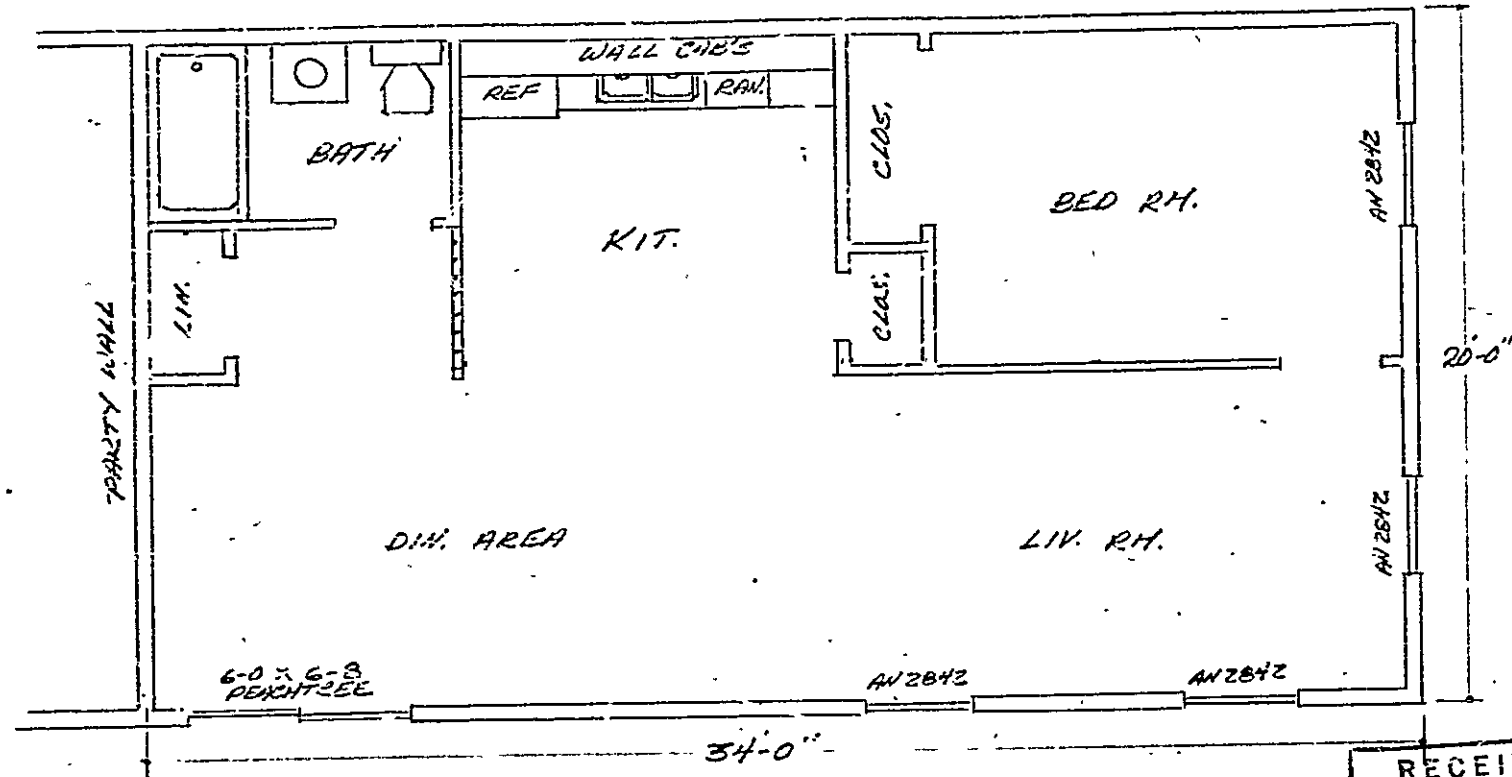 WALL CAB'S
REF
RAN.
BATH
CLOS.
BED RM.
AN 2842
KIT.
LIN.
CLOS.
PARTY WALL
20'-0"
DIN. AREA
LIV. RM.
AN 2842
6-0 x 6-8
PEACHTREE
AN 2842
AN 2842
34'-0"
RECEI